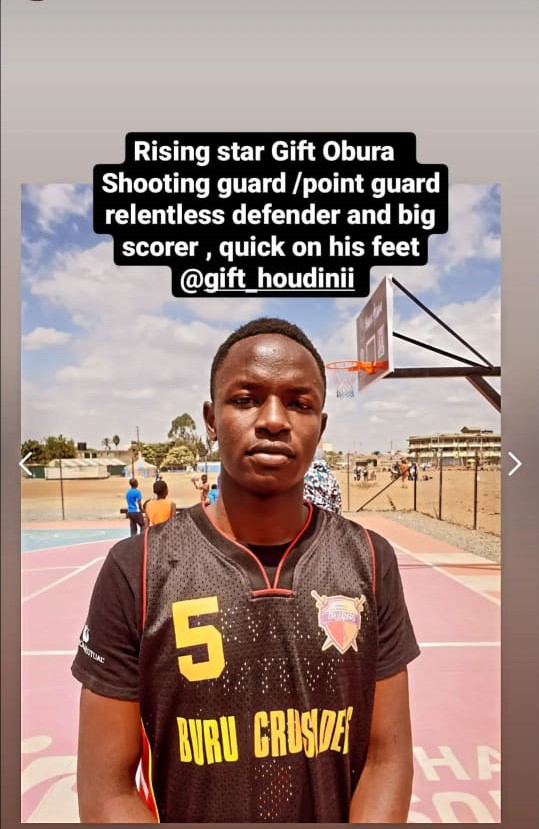 Rising star Gift Obura
Shooting guard /point guard
relentless defender and big
scorer , quick on his feet
@gift_houdinii
5
BURU CRUSADER